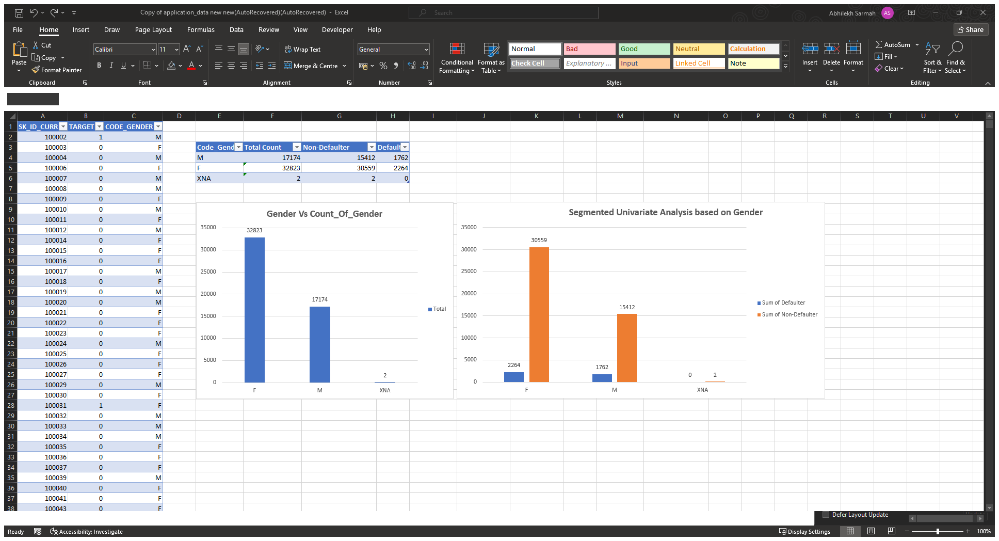 Copy of application_data new new(AutoRecovered)(AutoRecovered) - Excel
Search
Abhilekh Sarmah
AS
File Home Insert Draw Page Layout Formulas Data Review View Developer Help
Share
Paste
Cut
Copy
Format Painter
Clipboard
Calibri 11
B I U
Font
Wrap Text
Merge & Centre
Alignment
General
Number
Conditional Formatting
Format as Table
Normal Bad Good Neutral Calculation
Check Cell Explanatory ... Input Linked Cell Note
Styles
Insert Delete Format
Cells
AutoSum
Fill
Clear
Sort & Filter
Find & Select
Editing
A B C D E F G H I J K L M N O P Q R S T U V
1 SK_ID_CURR TARGET CODE_GENDER
2 100002 1 M
3 100003 0 F Code_Gend Total Count Non-Defaulter Default
4 100004 0 M M 17174 15412 1762
5 100006 0 F F 32823 30559 2264
6 100007 0 M XNA 2 2 0
7 100008 0 M
8 100009 0 F
9 100010 0 M
10 100011 0 F
11 100012 0 M
12 100014 0 F
13 100015 0 F
14 100016 0 F
15 100017 0 M
16 100018 0 F
17 100019 0 M
18 100020 0 M
19 100021 0 F
20 100022 0 F
21 100023 0 F
22 100024 0 M
23 100025 0 F
24 100026 0 F
25 100027 0 F
26 100029 0 M
27 100030 0 F
28 100031 1 F
29 100032 0 M
30 100033 0 M
31 100034 0 M
32 100035 0 F
33 100036 0 F
34 100037 0 F
35 100039 0 M
36 100040 0 F
37 100041 0 F
38 100043 0 F
Gender Vs Count_Of_Gender
35000
32823
30000
25000
20000
17174
15000
10000
5000
2
0
F M XNA
Total
Segmented Univariate Analysis based on Gender
35000
30559
30000
25000
20000
15412
15000
10000
5000
2264
1762
0 2
0
F M XNA
Sum of Defaulter
Sum of Non-Defaulter
Defer Layout Update
Ready
Accessibility: Investigate
Display Settings
100%